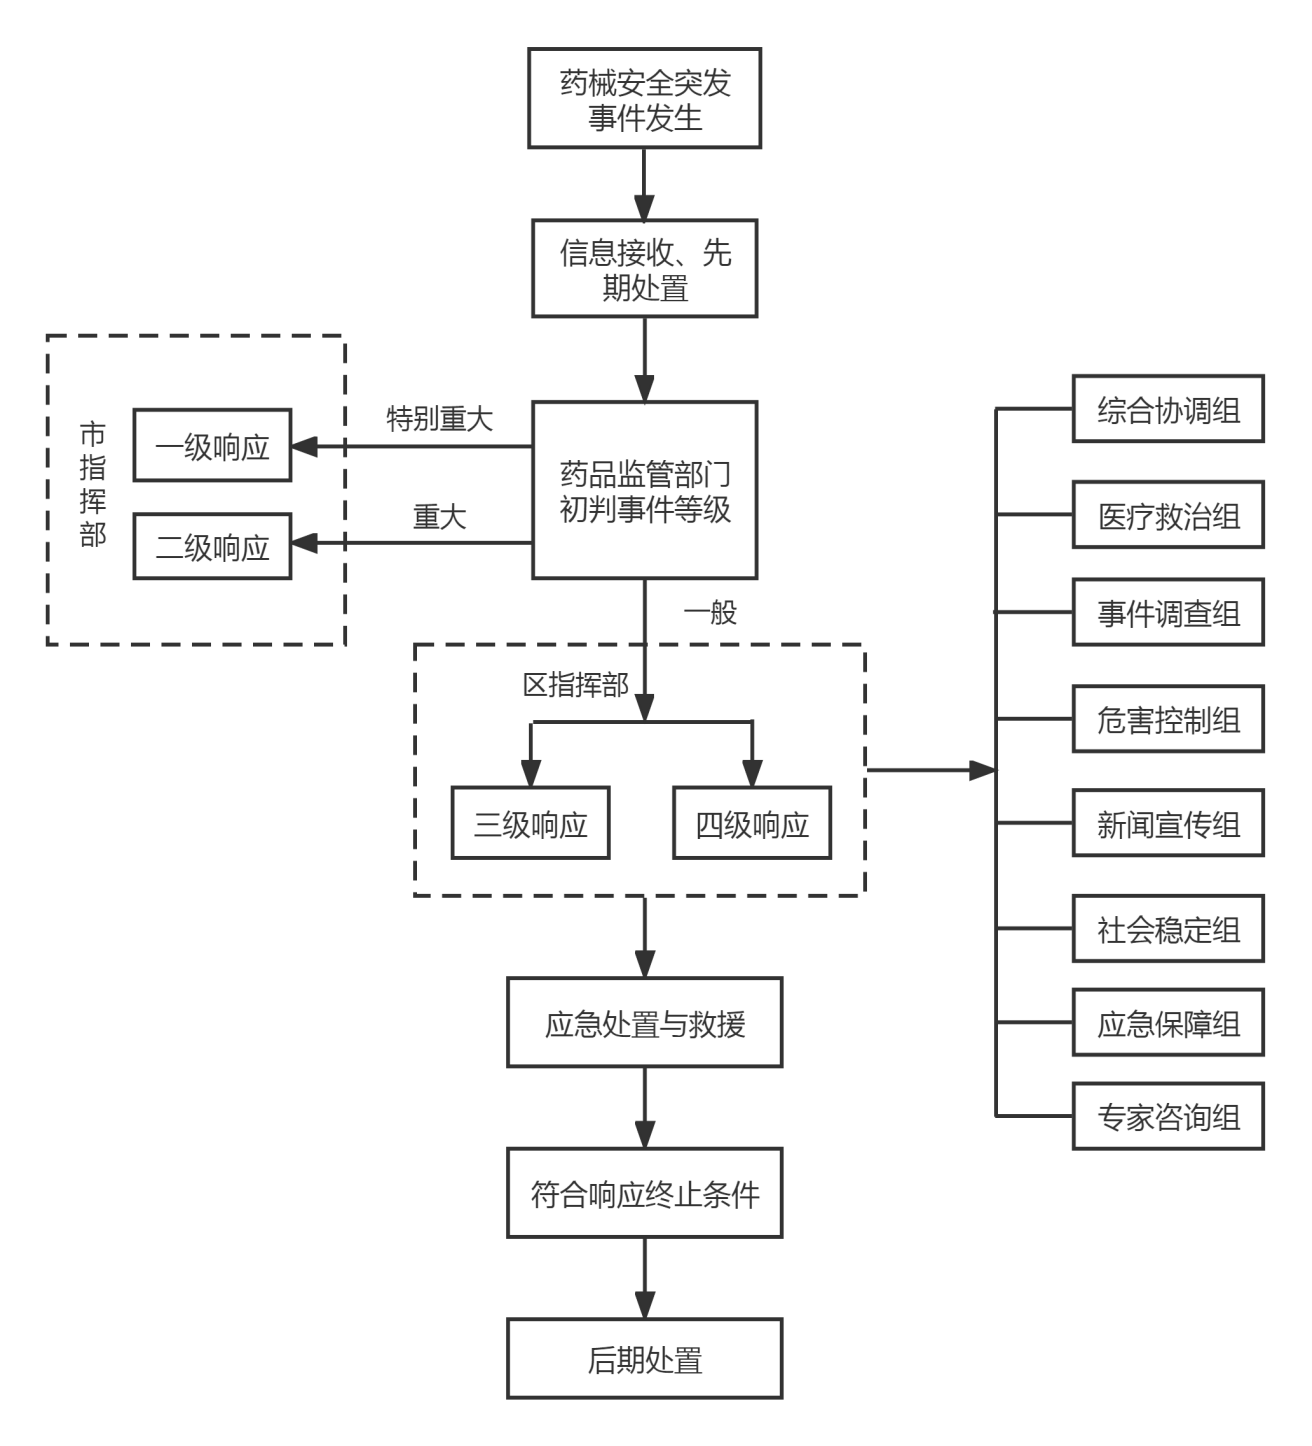 药械安全突发
事件发生
信息接收、先
期处置
特别重大
重大
药品监管部门
初判事件等级
市指挥部
一级响应
二级响应
一般
区指挥部
三级响应
四级响应
综合协调组
医疗救治组
事件调查组
危害控制组
新闻宣传组
社会稳定组
应急保障组
专家咨询组
应急处置与救援
符合响应终止条件
后期处置